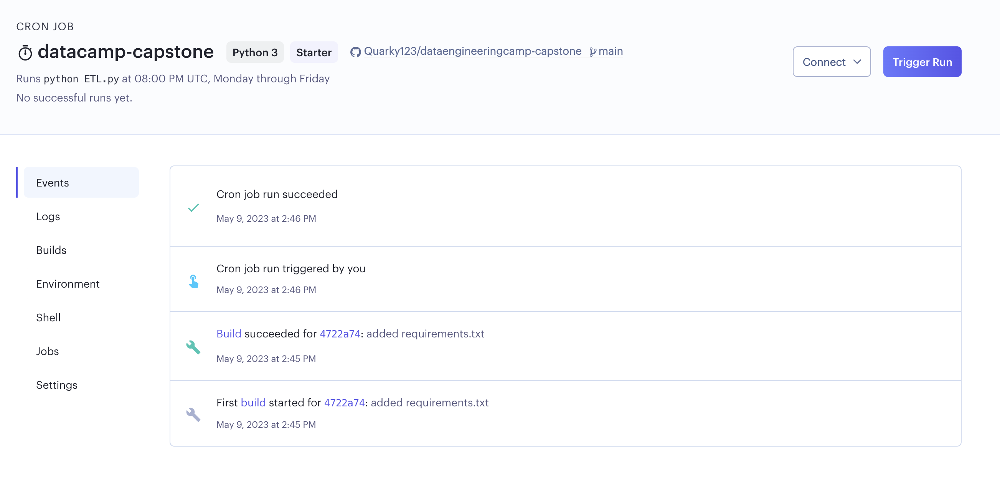 CRON JOB
datacamp-capstone Python 3 Starter Quarky123/dataengineeringcamp-capstone main
Connect Trigger Run
Runs python ETL.py at 08:00 PM UTC, Monday through Friday
No successful runs yet.
Events
Logs
Builds
Environment
Shell
Jobs
Settings
Cron job run succeeded
May 9, 2023 at 2:46 PM
Cron job run triggered by you
May 9, 2023 at 2:46 PM
Build succeeded for 4722a74: added requirements.txt
May 9, 2023 at 2:45 PM
First build started for 4722a74: added requirements.txt
May 9, 2023 at 2:45 PM